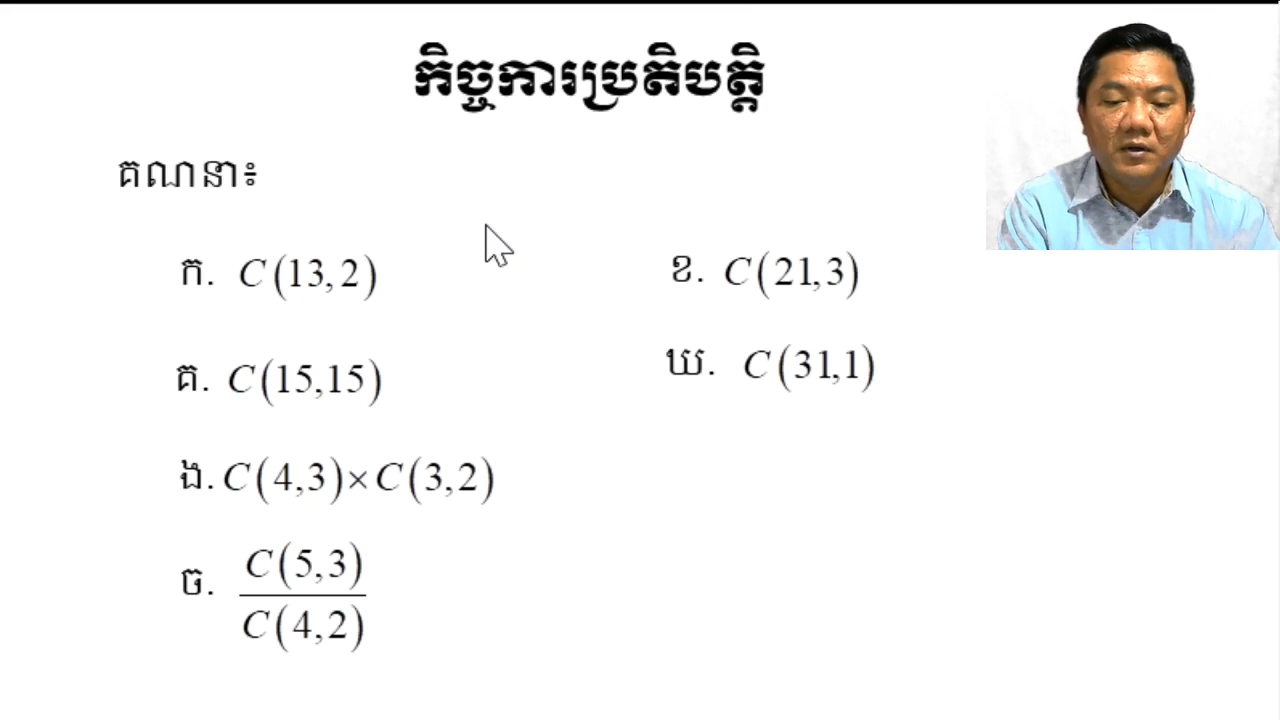 កិច្ចការប្រតិបត្តិ
គណនា៖
ក. C(13,2)
ខ. C(21,3)
គ. C(15,15)
ឃ. C(31,1)
ង. C(4,3)×C(3,2)
ច. C(5,3)
C(4,2)